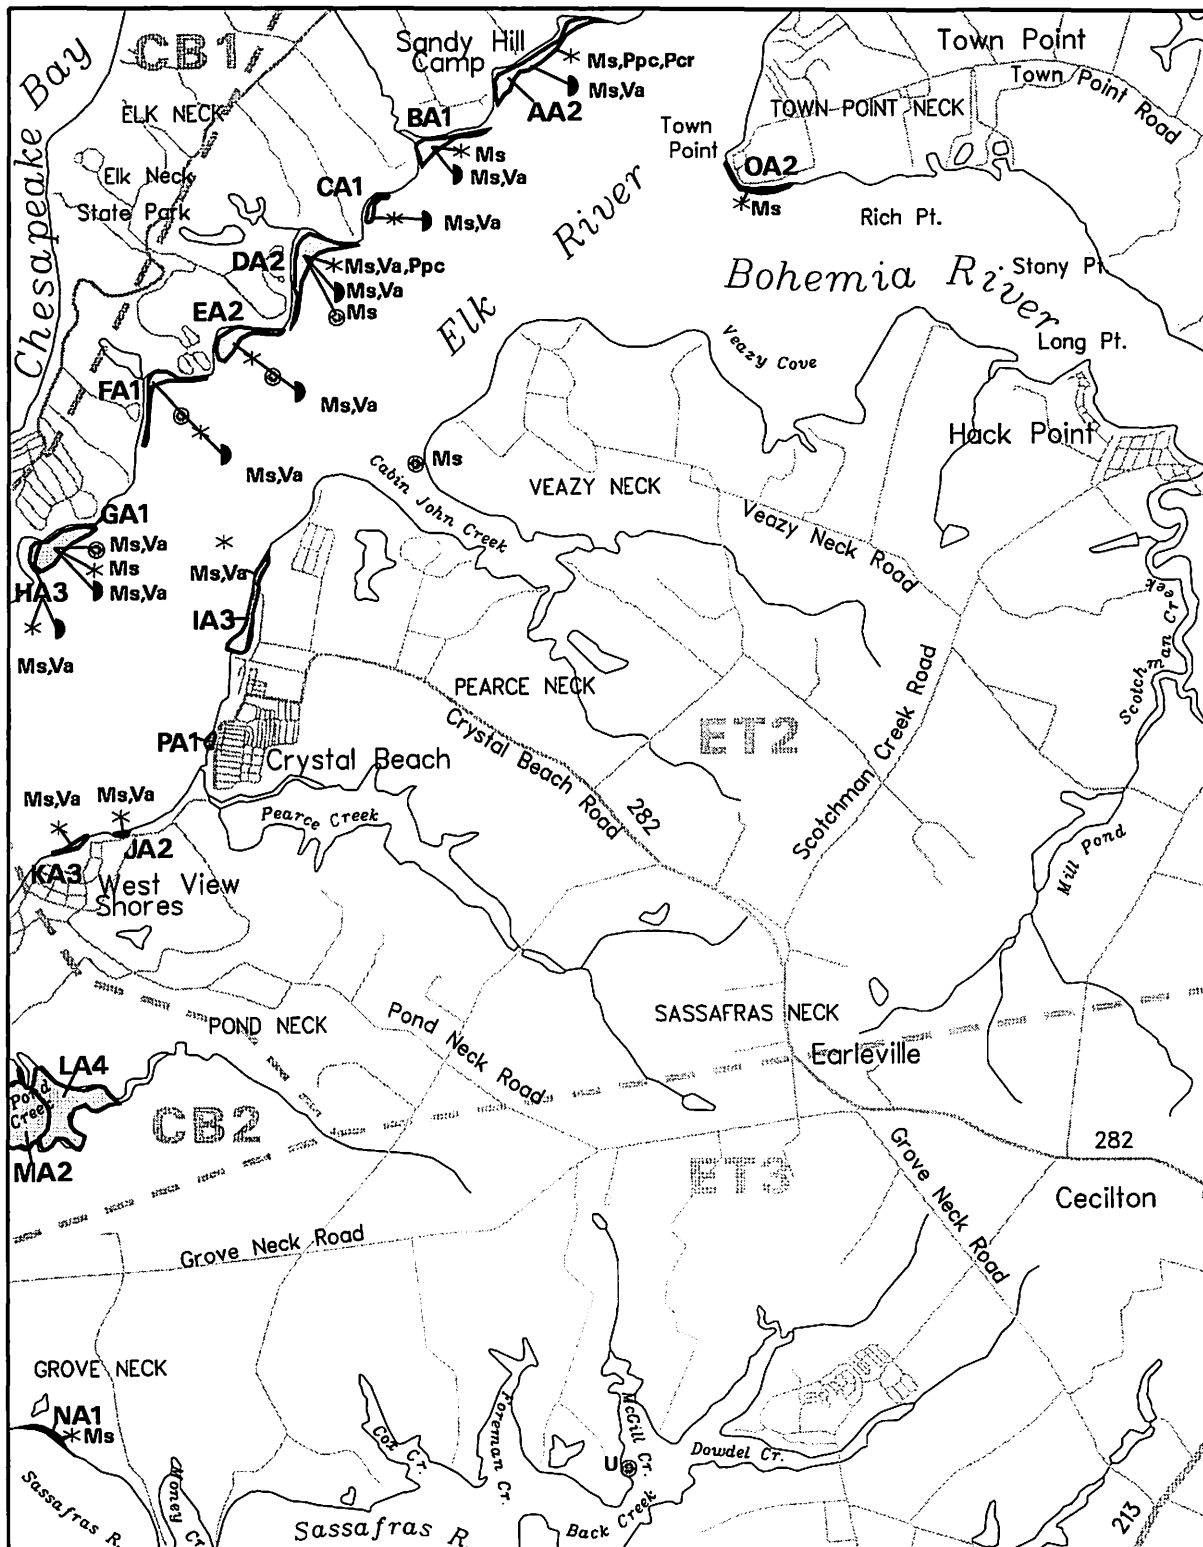 CB1
Sandy Hill
Camp
Ms,Ppc,Pcr
Ms,Va
AA2
Town Point
Town Point Road
TOWN POINT NECK
Chesapeake Bay
ELK NECK
BA1
Ms
Ms,Va
Town
Point
OA2
Ms
Elk Neck
State Park
CA1
Ms,Va
Rich Pt.
DA2
Ms,Va,Ppc
Ms,Va
Ms
Elk River
Bohemia River
Stony Pt.
EA2
Ms,Va
Veazy Cove
Long Pt.
FA1
Ms,Va
Hack Point
Ms
Cabin John Creek
VEAZY NECK
Veazy Neck Road
GA1
Ms,Va
Ms
Ms,Va
HA3
Ms,Va
Ms,Va
IA3
Scotchman Creek
PEARCE NECK
Scotchman Creek Road
ET2
PA1
Crystal Beach
Crystal Beach Road
282
Ms,Va
Ms,Va
Pearce Creek
JA2
KA3
West View
Shores
Mill Pond
POND NECK
Pond Neck Road
SASSAFRAS NECK
Earleville
LA4
Pond
Creek
CB2
MA2
282
ET3
Grove Neck Road
Cecilton
Grove Neck Road
GROVE NECK
NA1
Ms
Cox Cr.
Foreman Cr.
McGill Cr.
U
Dowdel Cr.
Sassafras R.
Money Cr.
Sassafras R.
Back Creek
213